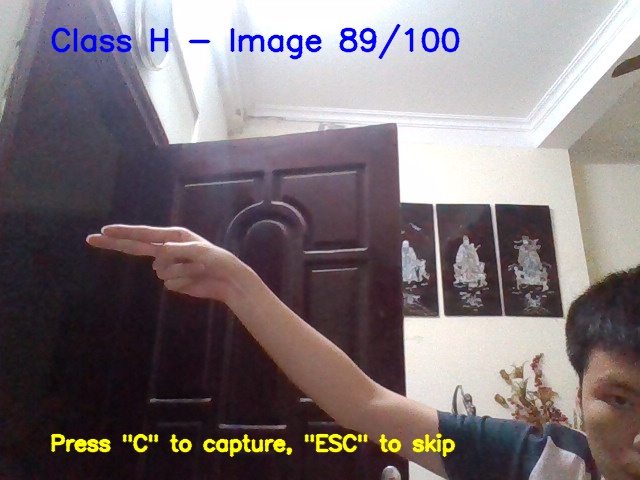 Class H - Image 89/100
Press "C" to capture, "ESC" to skip